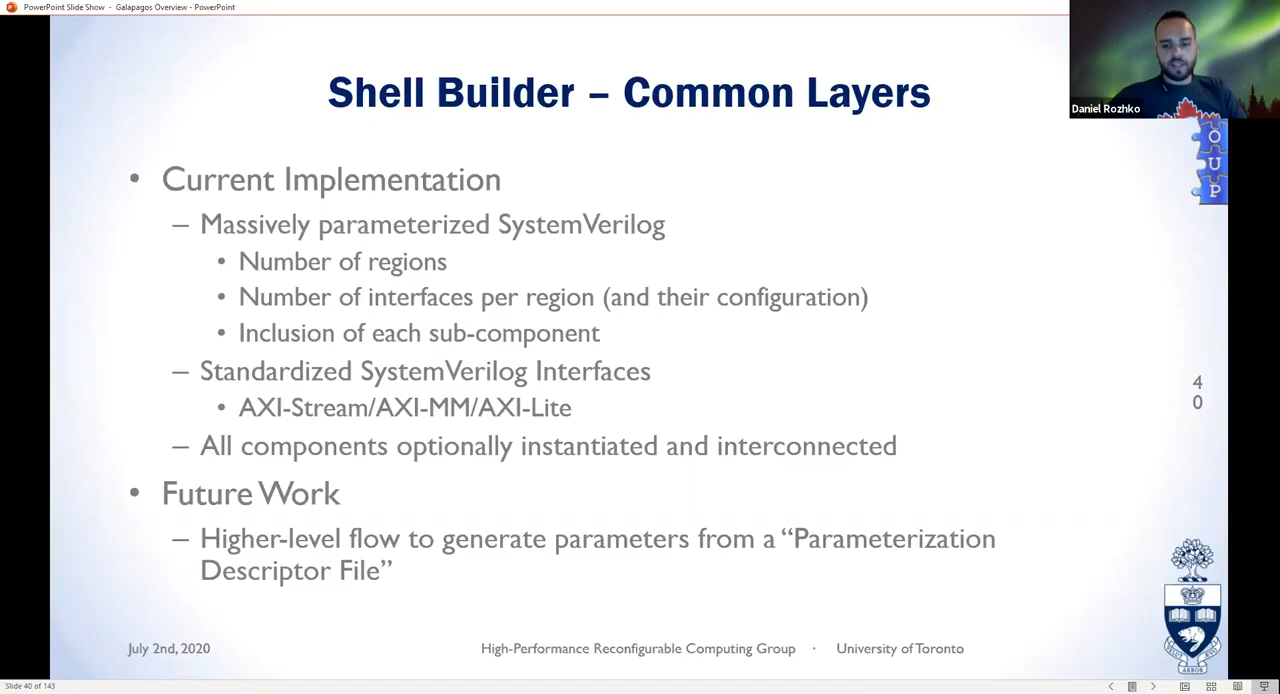 PowerPoint Slide Show - Galapagos Overview - PowerPoint
Shell Builder – Common Layers
Daniel Rozhko
O
U
P
• Current Implementation
– Massively parameterized SystemVerilog
• Number of regions
• Number of interfaces per region (and their configuration)
• Inclusion of each sub-component
– Standardized SystemVerilog Interfaces
• AXI-Stream/AXI-MM/AXI-Lite
4
0
– All components optionally instantiated and interconnected
• Future Work
– Higher-level flow to generate parameters from a “Parameterization
Descriptor File”
July 2nd, 2020
High-Performance Reconfigurable Computing Group · University of Toronto
Slide 40 of 143